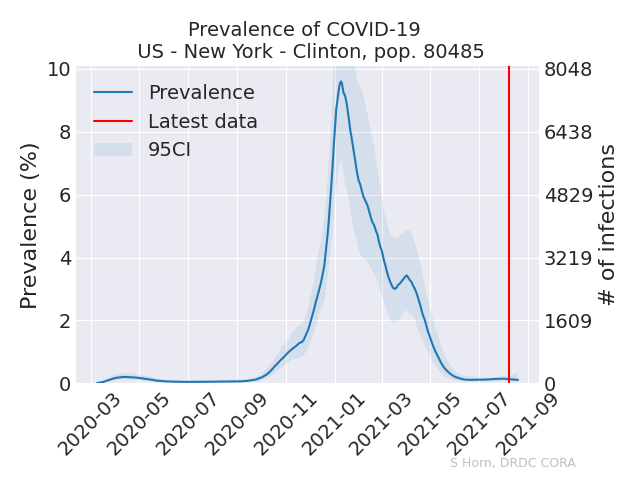 Prevalence of COVID-19
US - New York - Clinton, pop. 80485
Prevalence
Latest data
95CI
Prevalence (%)
10
8
6
4
2
0
8048
6438
4829
3219
1609
0
# of infections
2020-03
2020-05
2020-07
2020-09
2020-11
2021-01
2021-03
2021-05
2021-07
2021-09
S Horn, DRDC CORA